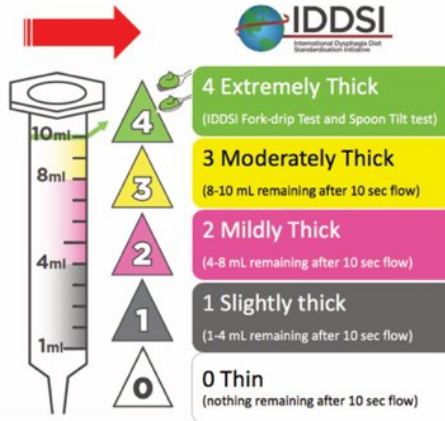 IDDSI
International Dysphagia Diet
Standardisation Initiative
10ml
8ml
4ml
1ml
4
3
2
1
0
4 Extremely Thick
(IDDSI Fork-drip Test and Spoon Tilt test)
3 Moderately Thick
(8-10 mL remaining after 10 sec flow)
2 Mildly Thick
(4-8 mL remaining after 10 sec flow)
1 Slightly thick
(1-4 mL remaining after 10 sec flow)
0 Thin
(nothing remaining after 10 sec flow)